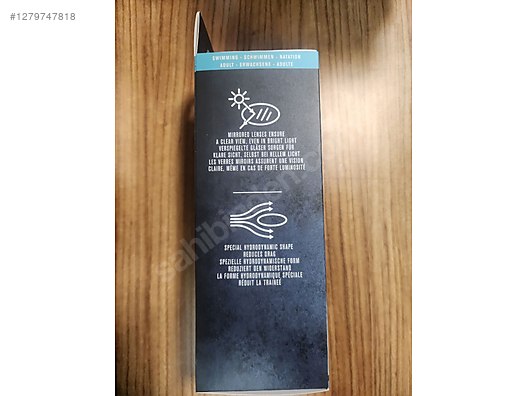 #1279747818
SWIMMING - SCHWIMMEN - NATATION
ADULT - ERWACHSENE - ADULTE
MIRRORED LENSES ENSURE
A CLEAR VIEW, EVEN IN BRIGHT LIGHT
VERSPIEGELTE GLÄSER SORGEN FÜR
KLARE SICHT, SELBST BEI HELLEM LICHT
LES VERRES MIROIRS ASSURENT UNE VISION
CLAIRE, MÊME EN CAS DE FORTE LUMINOSITÉ
SPECIAL HYDRODYNAMIC SHAPE
REDUCES DRAG
SPEZIELLE HYDRODYNAMISCHE FORM
REDUZIERT DEN WIDERSTAND
LA FORME HYDRODYNAMIQUE SPÉCIALE
RÉDUIT LA TRAINEÉ